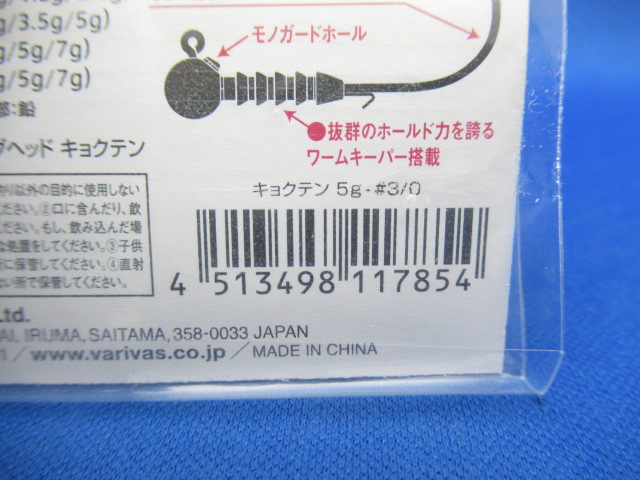 /3.5g/5g)
/5g/7g)
/5g/7g)
部:鉛
モノガードホール
●抜群のホールド力を誇る
ワームキーパー搭載
グヘッド キョクテン
キョクテン 5g-#3/0
以外の目的に使用しない
ださい。②口に含んだり、飲
ださい。もし、飲み込んだ場
な処置をしてください。③子供
に保管してください。④直射
ない所で保管してください。
4 513498 117854
Ltd.
AI, IRUMA, SAITAMA, 358-0033 JAPAN
1 / www.varivas.co.jp / MADE IN CHINA